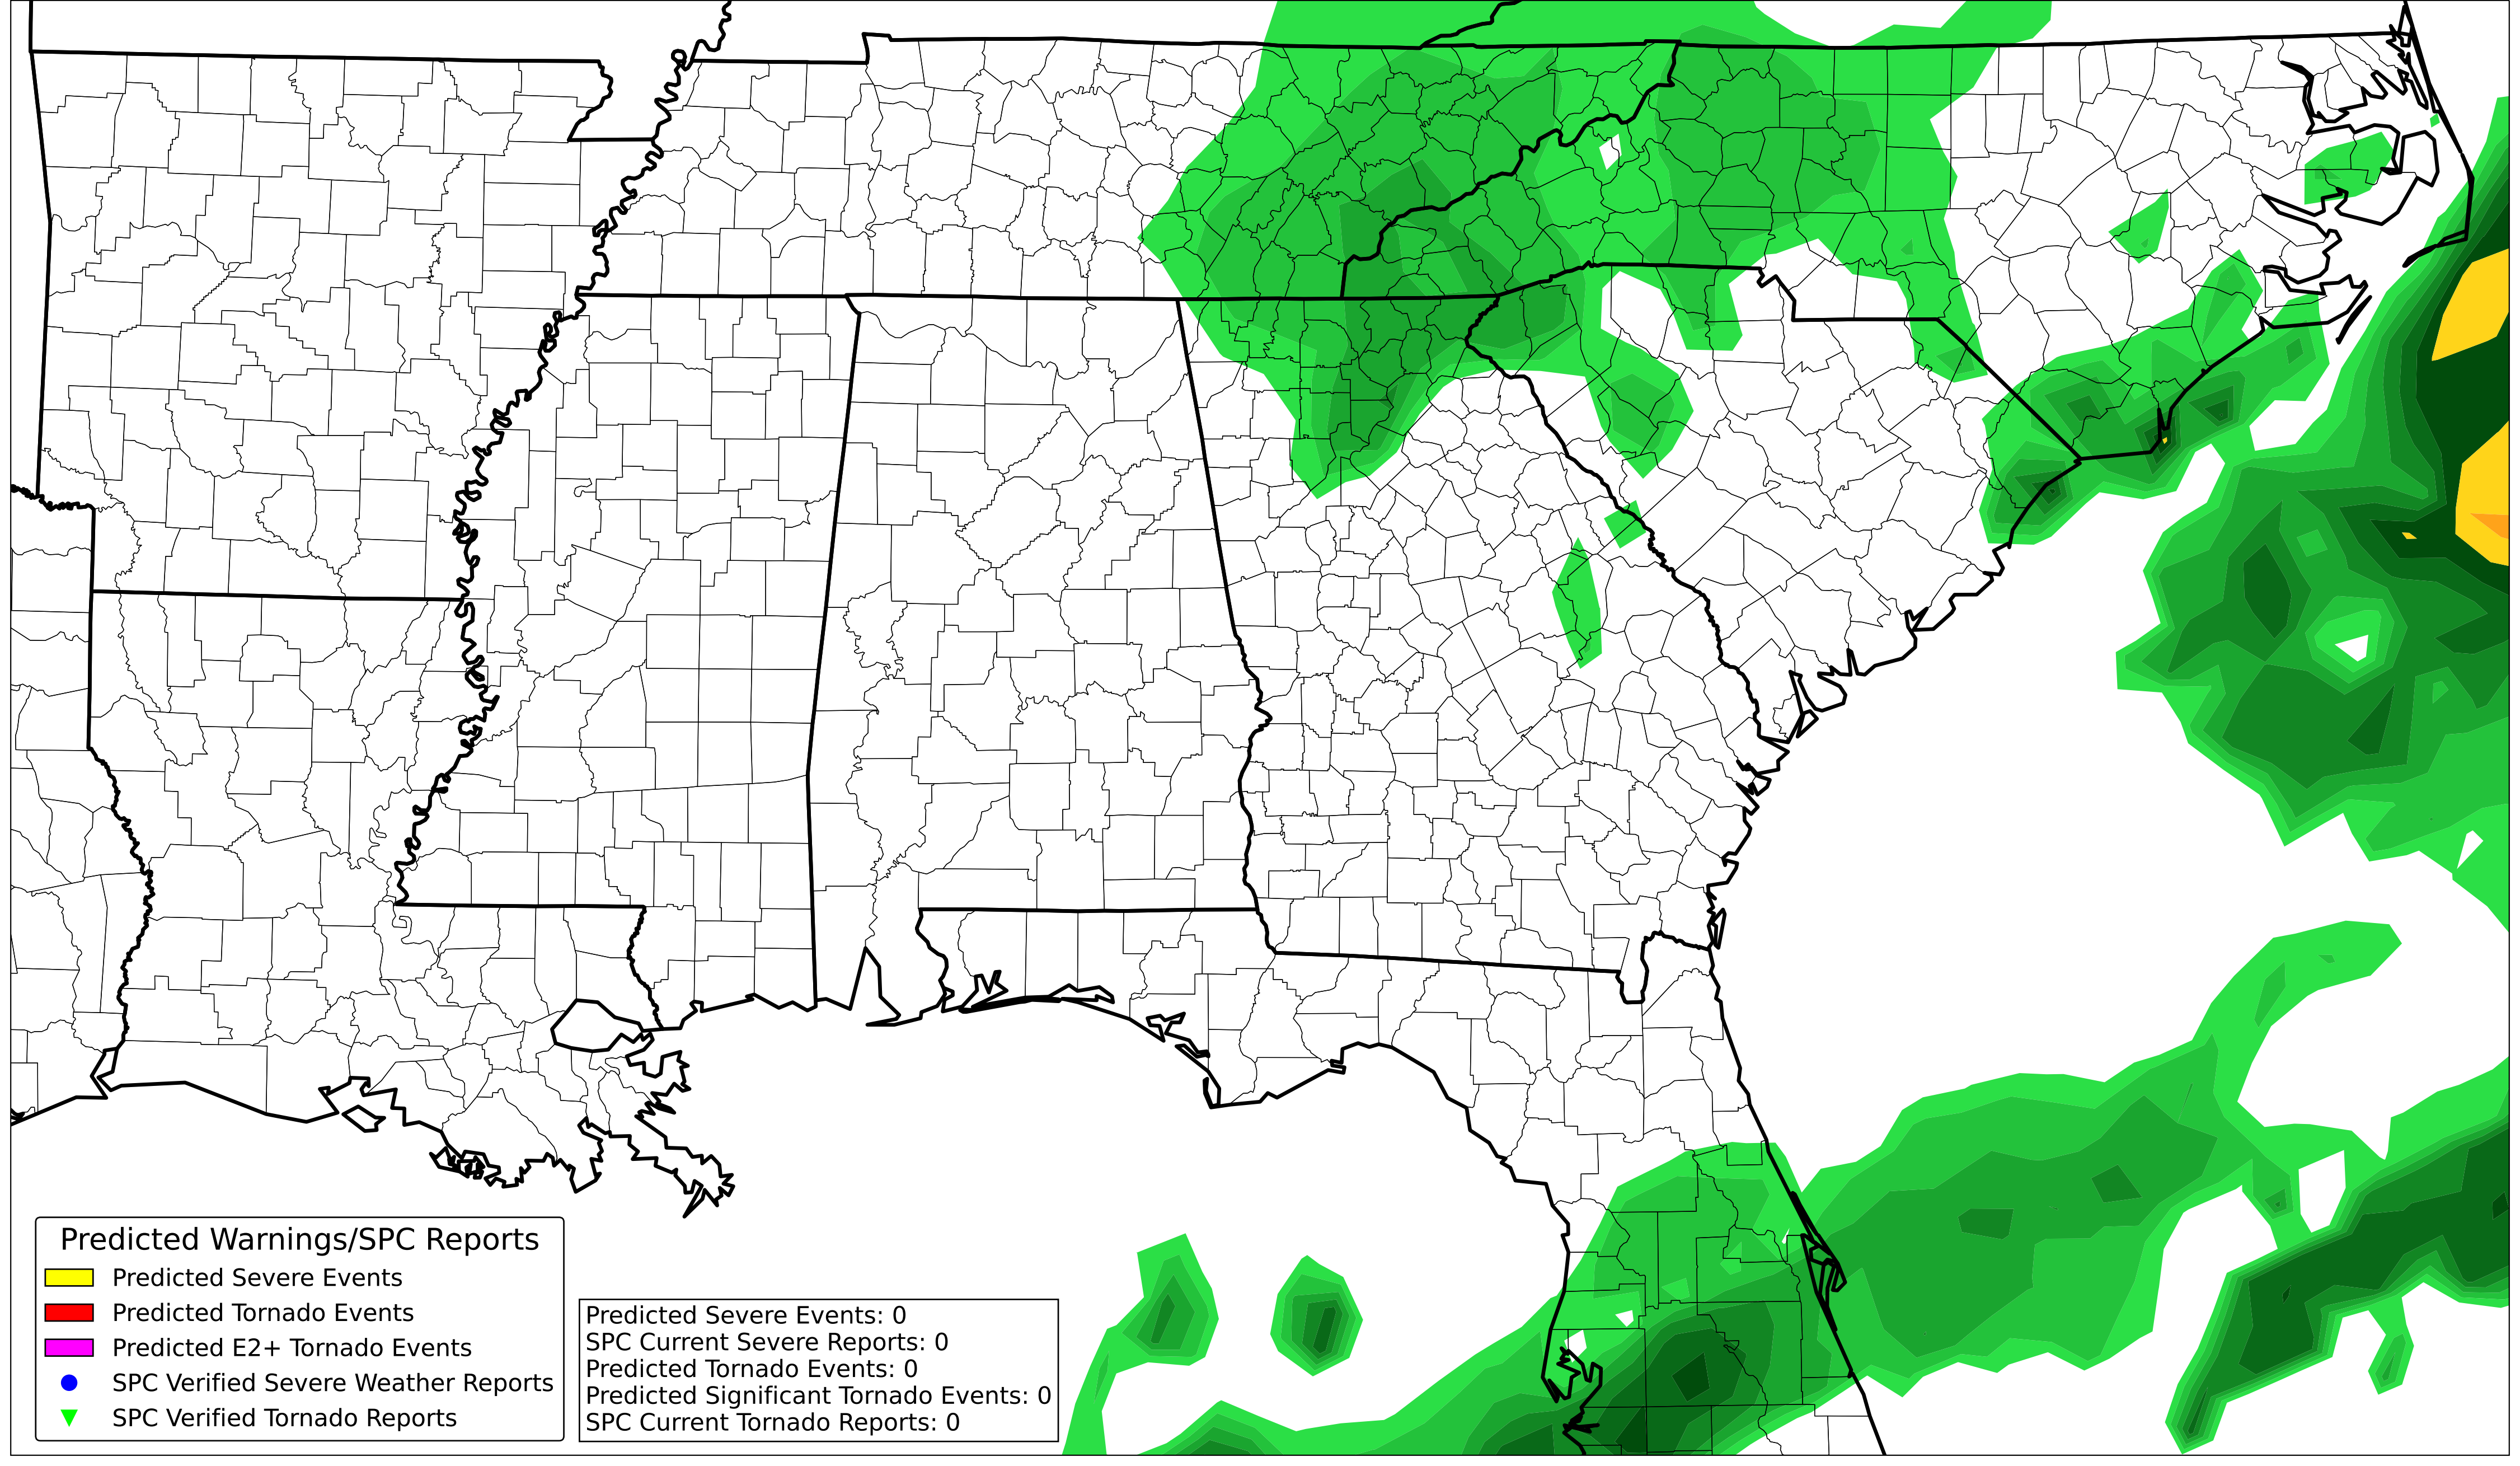 Predicted Warnings/SPC Reports
Predicted Severe Events
Predicted Tornado Events
Predicted E2+ Tornado Events
SPC Verified Severe Weather Reports
SPC Verified Tornado Reports
Predicted Severe Events: 0
SPC Current Severe Reports: 0
Predicted Tornado Events: 0
Predicted Significant Tornado Events: 0
SPC Current Tornado Reports: 0